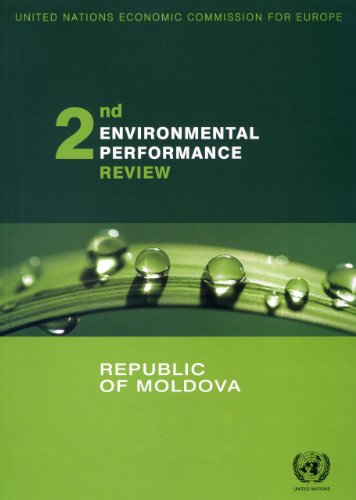 UNITED NATIONS ECONOMIC COMMISSION FOR EUROPE
2nd
ENVIRONMENTAL
PERFORMANCE
REVIEW
REPUBLIC
OF MOLDOVA
UNITED NATIONS